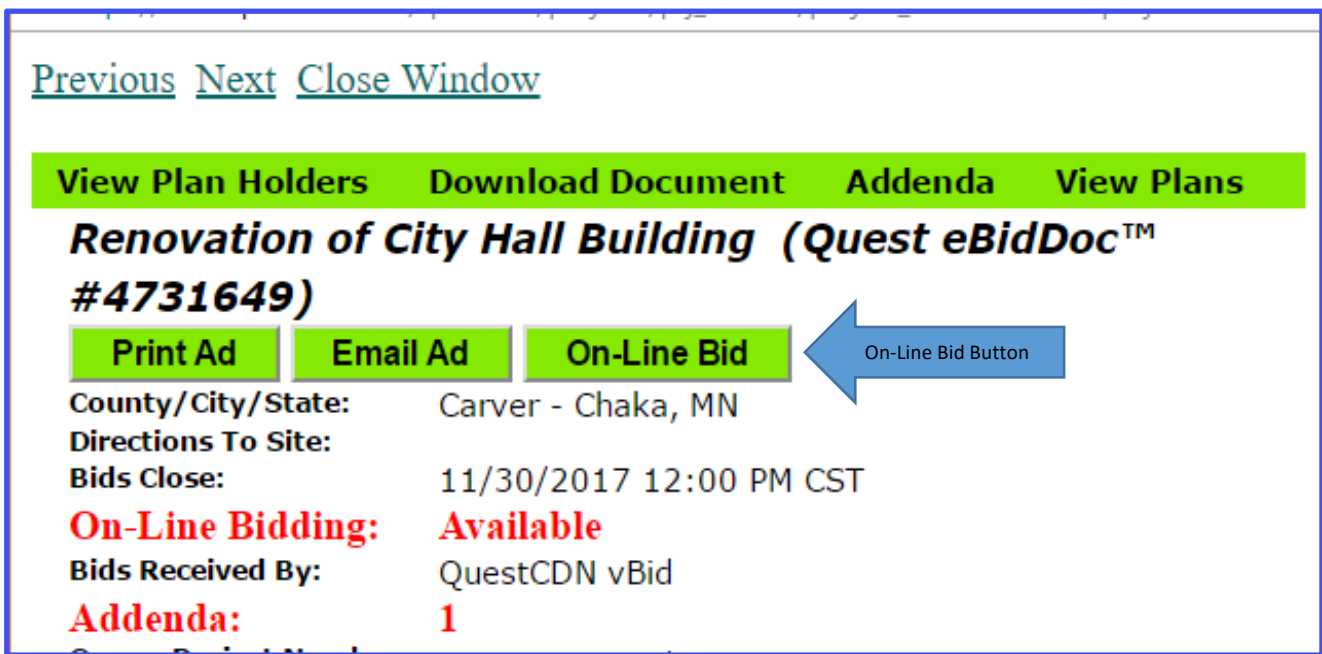 Previous Next Close Window
View Plan Holders Download Document Addenda View Plans
Renovation of City Hall Building (Quest eBidDoc™
#4731649)
Print Ad Email Ad On-Line Bid On-Line Bid Button
County/City/State: Carver - Chaka, MN
Directions To Site:
Bids Close: 11/30/2017 12:00 PM CST
On-Line Bidding: Available
Bids Received By: QuestCDN vBid
Addenda: 1